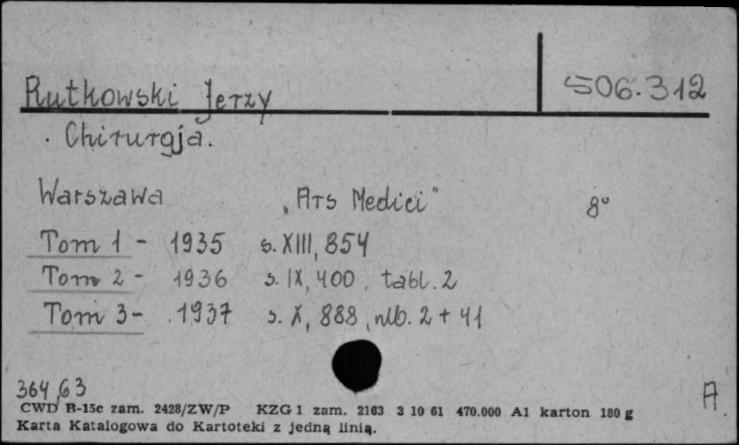 Rutkowski Jerzy 506.312
Chirurgja.
Warszawa „Ars Medici" 8°
Tom 1 - 1935 s. XIII, 854
Tom 2 - 1936 s. IX, 400, tabl. 2
Tom 3 - 1937 s. X, 888, nlb. 2 + 41
364,63 A
CWD B-15c zam. 2428/ZW/P KZG 1 zam. 2163 3 10 61 470.000 A1 karton 180 g
Karta Katalogowa do Kartoteki z jedną linią.